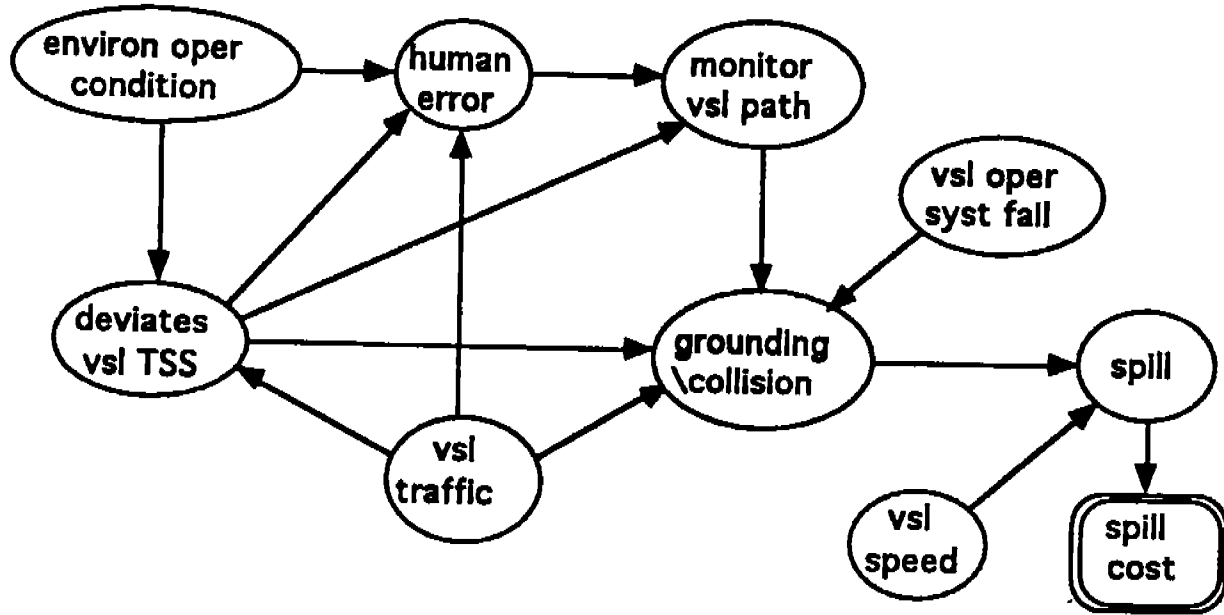 environ oper
condition
human
error
monitor
vsl path
vsl oper
syst fail
deviates
vsl TSS
grounding
\collision
spill
vsl
traffic
vsl
speed
spill
cost